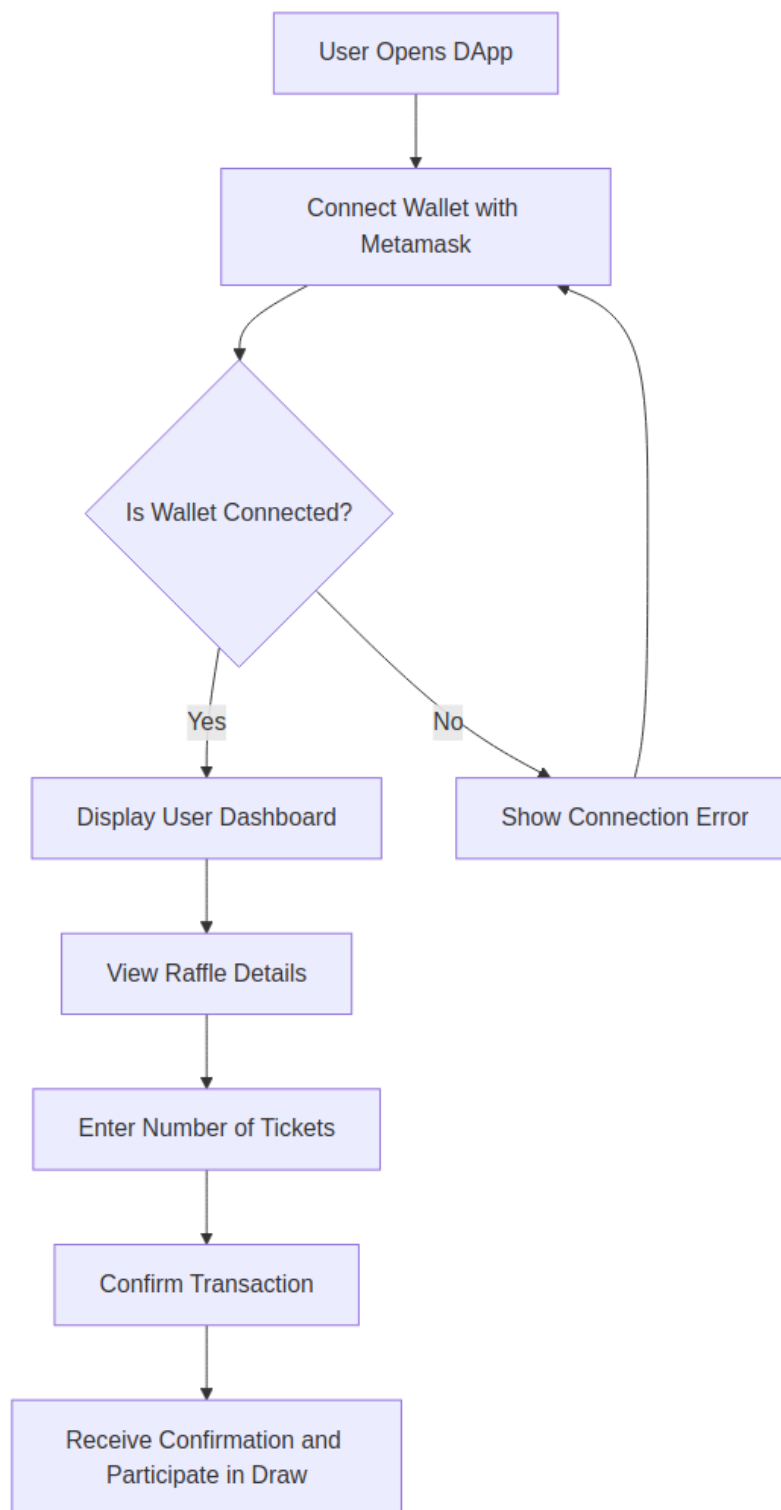 User Opens DApp
Connect Wallet with
Metamask
Is Wallet Connected?
Yes
No
Display User Dashboard
Show Connection Error
View Raffle Details
Enter Number of Tickets
Confirm Transaction
Receive Confirmation and
Participate in Draw